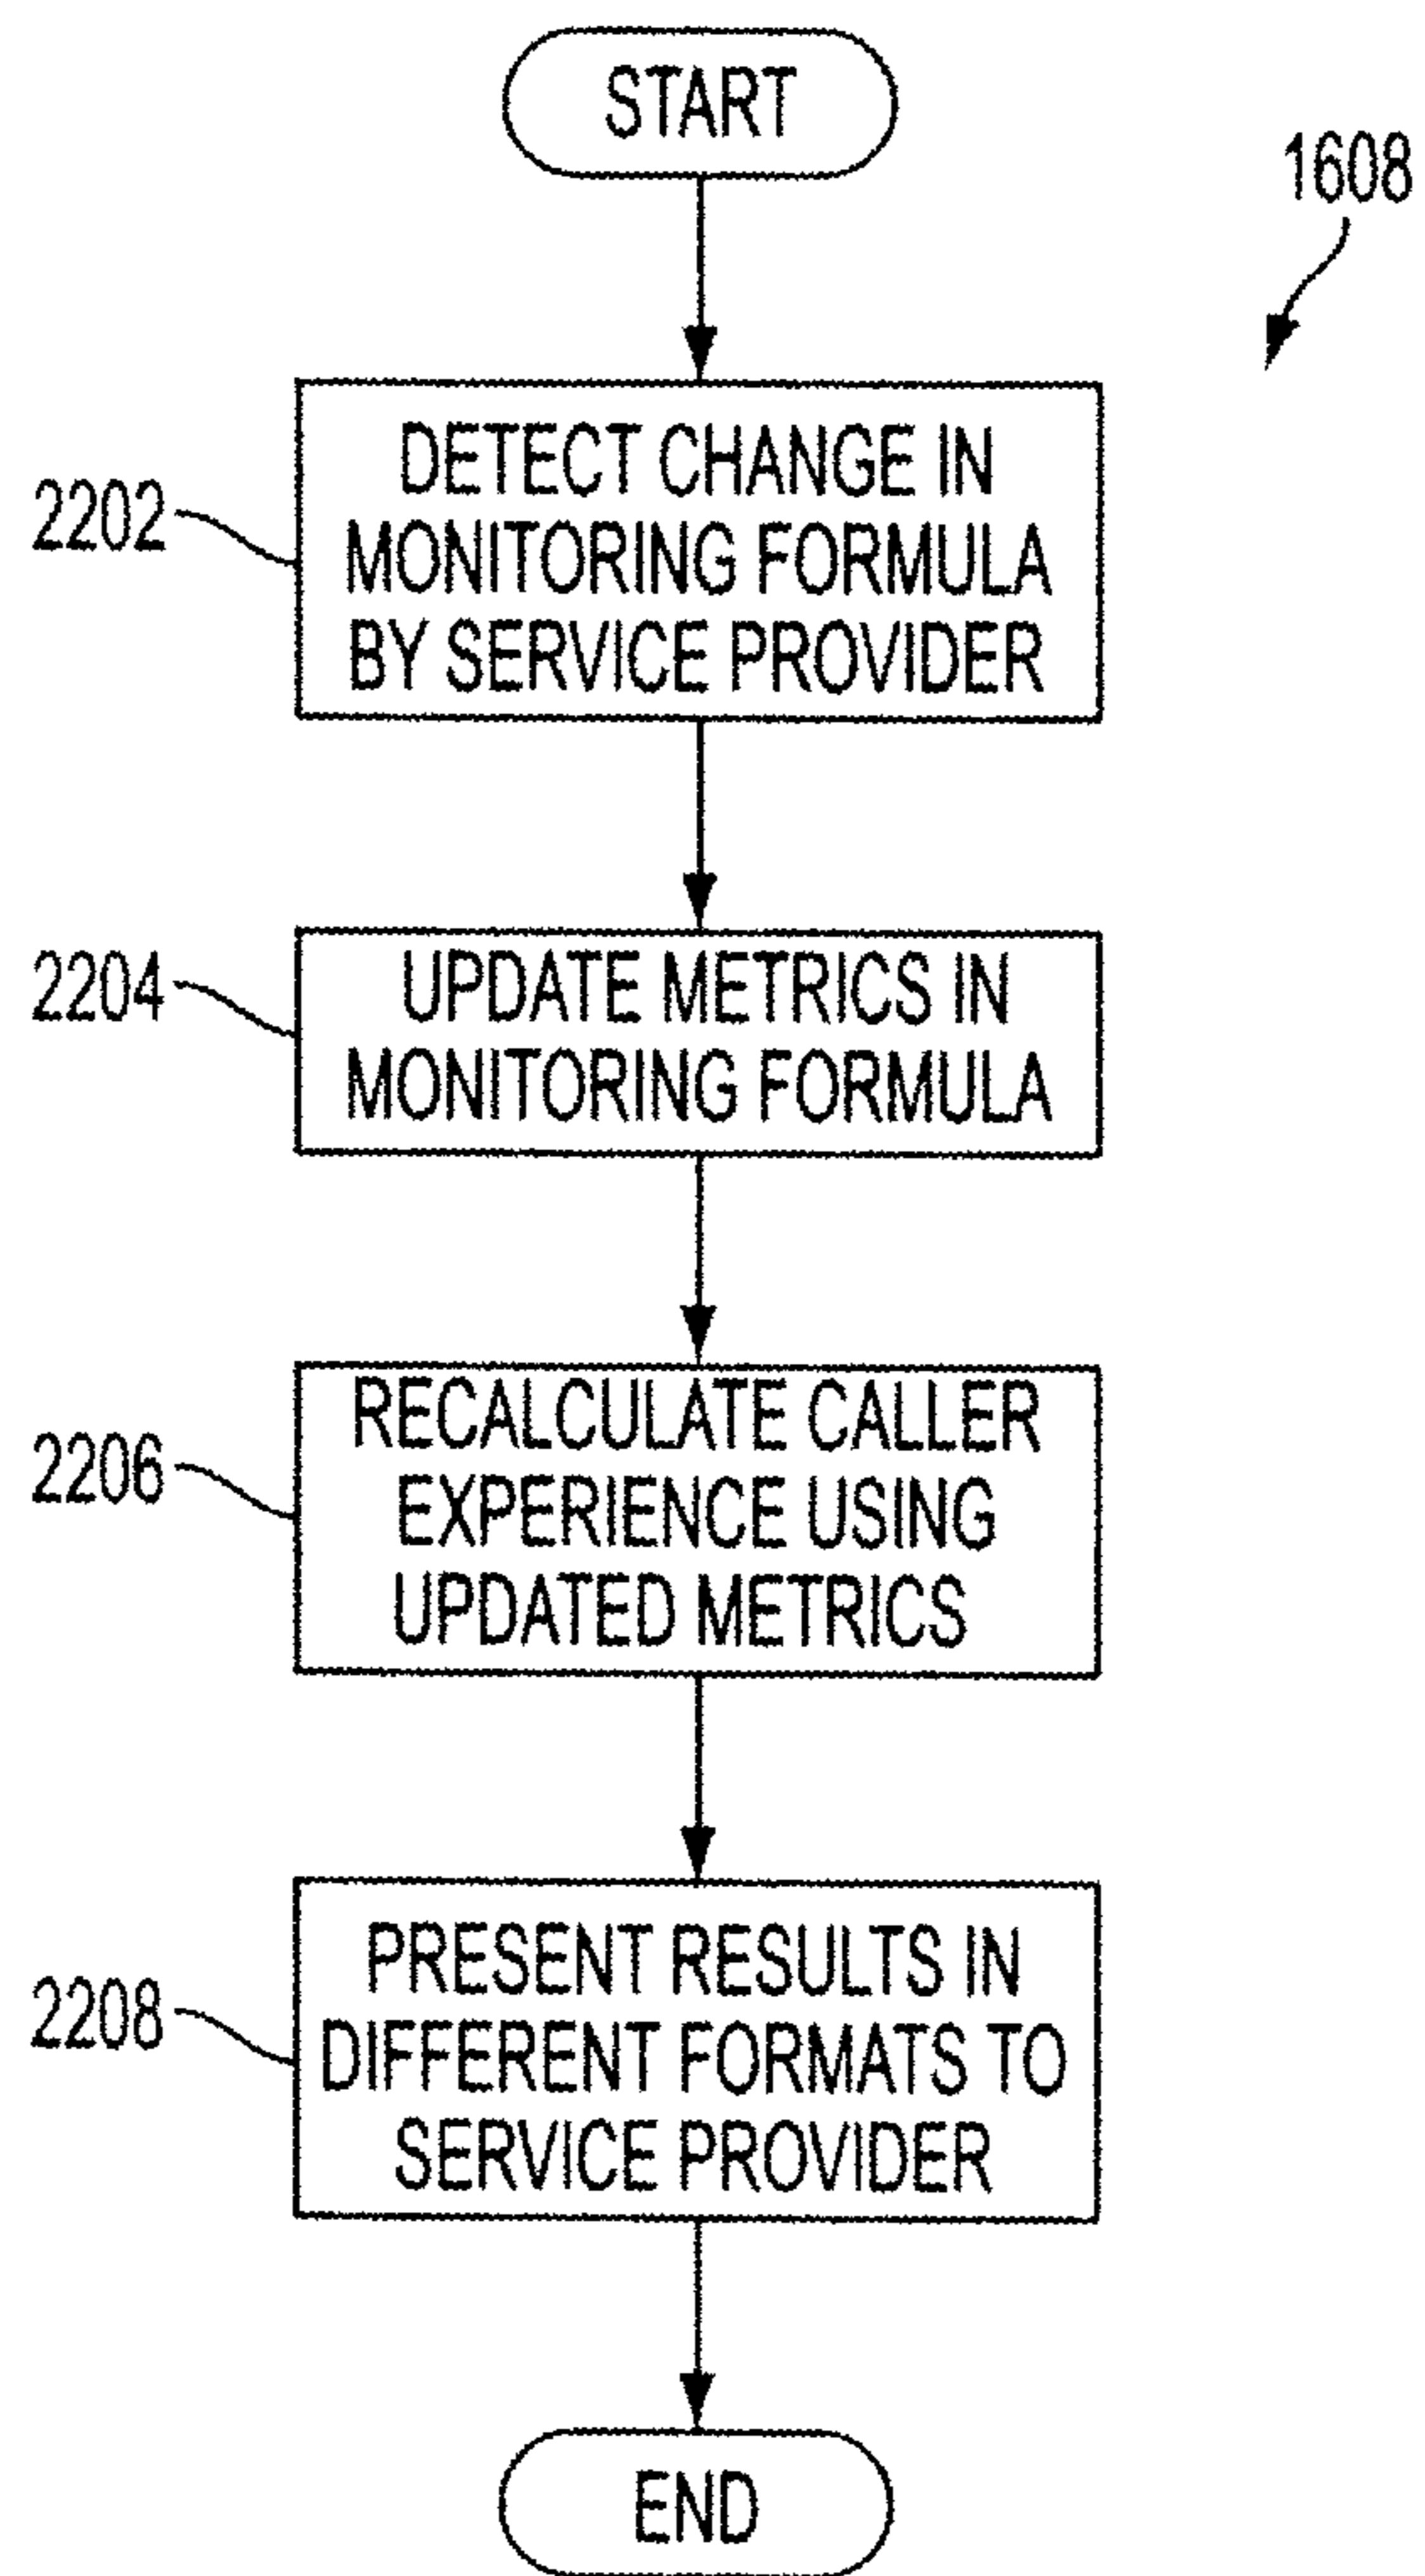 START
1608
2202
DETECT CHANGE IN
MONITORING FORMULA
BY SERVICE PROVIDER
2204
UPDATE METRICS IN
MONITORING FORMULA
2206
RECALCULATE CALLER
EXPERIENCE USING
UPDATED METRICS
2208
PRESENT RESULTS IN
DIFFERENT FORMATS TO
SERVICE PROVIDER
END